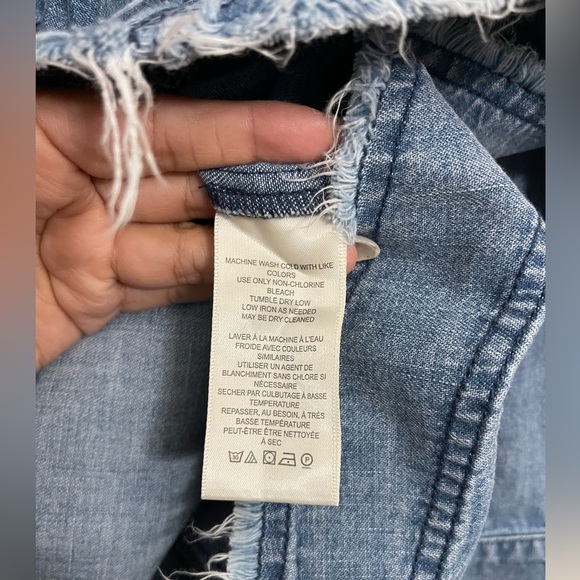 MACHINE WASH COLD WITH LIKE
COLORS
USE ONLY NON-CHLORINE
BLEACH
TUMBLE DRY LOW
LOW IRON AS NEEDED
MAY BE DRY CLEANED
LAVER À LA MACHINE À L'EAU
FROIDE AVEC COULEURS
SIMILAIRES
UTILISER UN AGENT DE
BLANCHIMENT SANS CHLORE SI
NÉCESSAIRE
SECHER PAR CULBUTAGE À BASSE
TEMPERATURE
REPASSER, AU BESOIN, À TRÈS
BASSE TEMPÉRATURE
PEUT-ÊTRE ÊTRE NETTOYÉE
À SEC
P